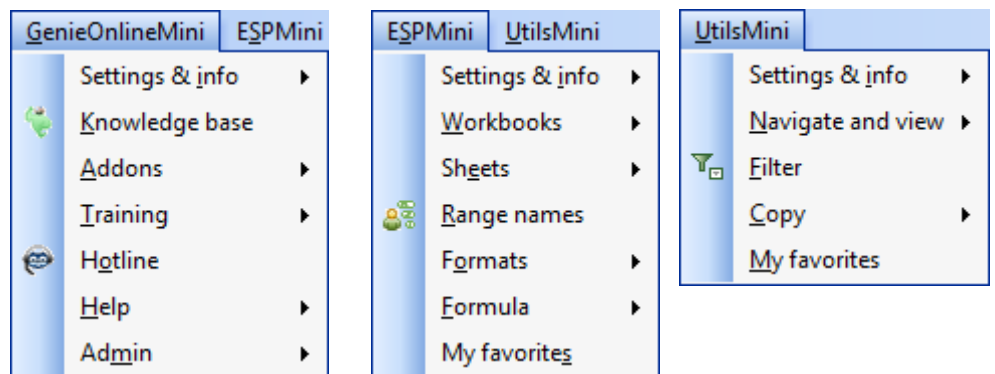 GenieOnlineMini ESPMini
Settings & info
Knowledge base
Addons
Training
Hotline
Help
Admin
ESPMini UtilsMini
Settings & info
Workbooks
Sheets
Range names
Formats
Formula
My favorites
UtilsMini
Settings & info
Navigate and view
Filter
Copy
My favorites